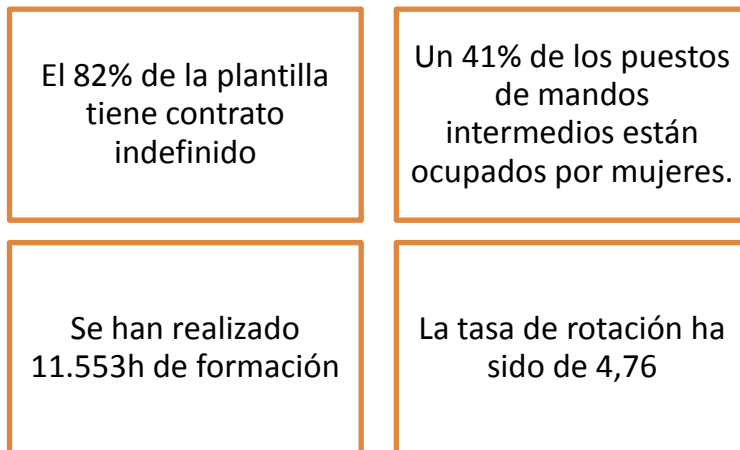 El 82% de la plantilla
tiene contrato
indefinido
Un 41% de los puestos
de mandos
intermedios están
ocupados por mujeres.
Se han realizado
11.553h de formación
La tasa de rotación ha
sido de 4,76